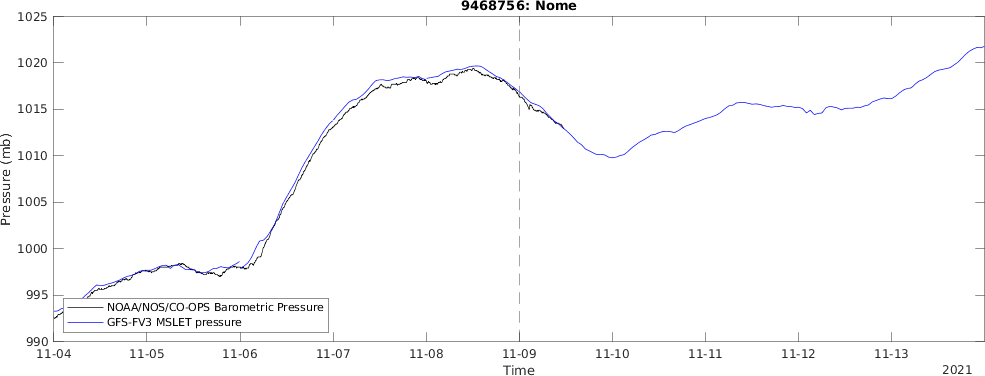 9468756: Nome
1025
1020
1015
1010
1005
1000
995
990
Pressure (mb)
NOAA/NOS/CO-OPS Barometric Pressure
GFS-FV3 MSLET pressure
11-04 11-05 11-06 11-07 11-08 11-09 11-10 11-11 11-12 11-13
Time
2021